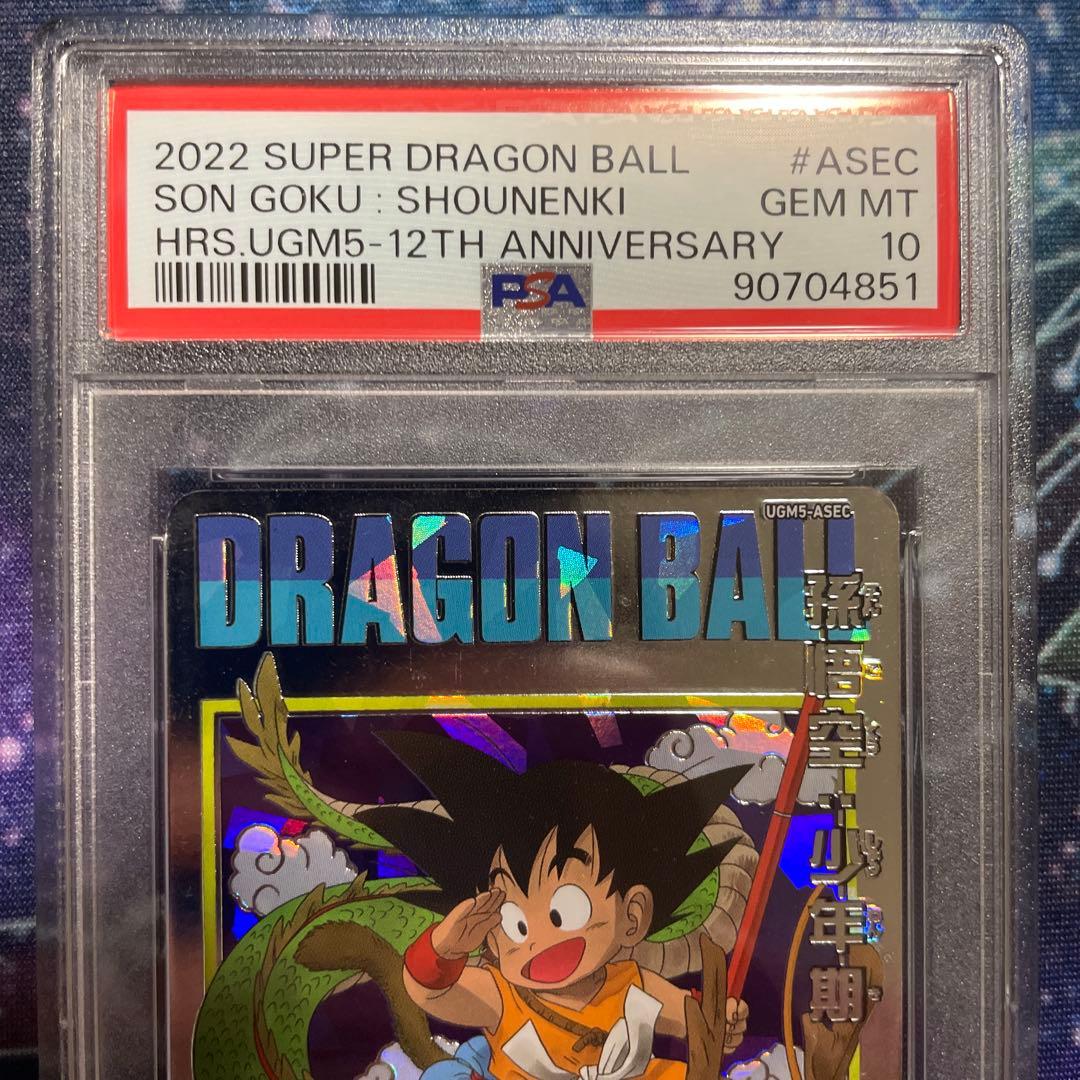 2022 SUPER DRAGON BALL #ASEC
SON GOKU : SHOUNENKI GEM MT
HRS.UGM5-12TH ANNIVERSARY 10
PSA 90704851
UGM5-ASEC
DRAGON BALL
孫悟空:少年期